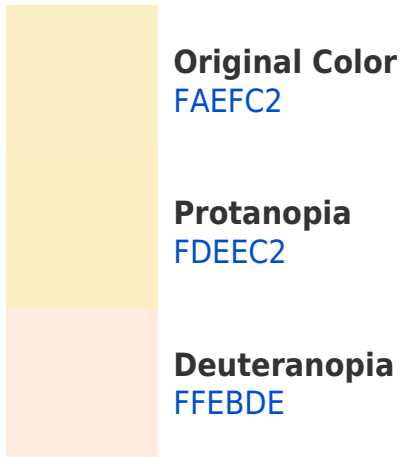 Original Color
FAEFC2
Protanopia
FDEEC2
Deuteranopia
FFEBDE